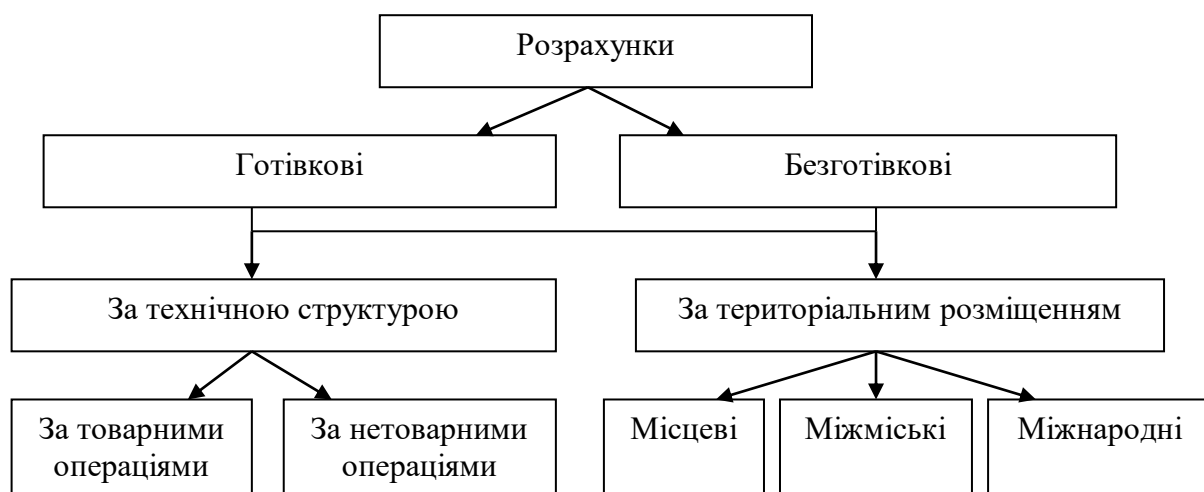 Розрахунки
Готівкові
Безготівкові
За технічною структурою
За територіальним розміщенням
За товарними
операціями
За нетоварними
операціями
Місцеві
Міжміські
Міжнародні